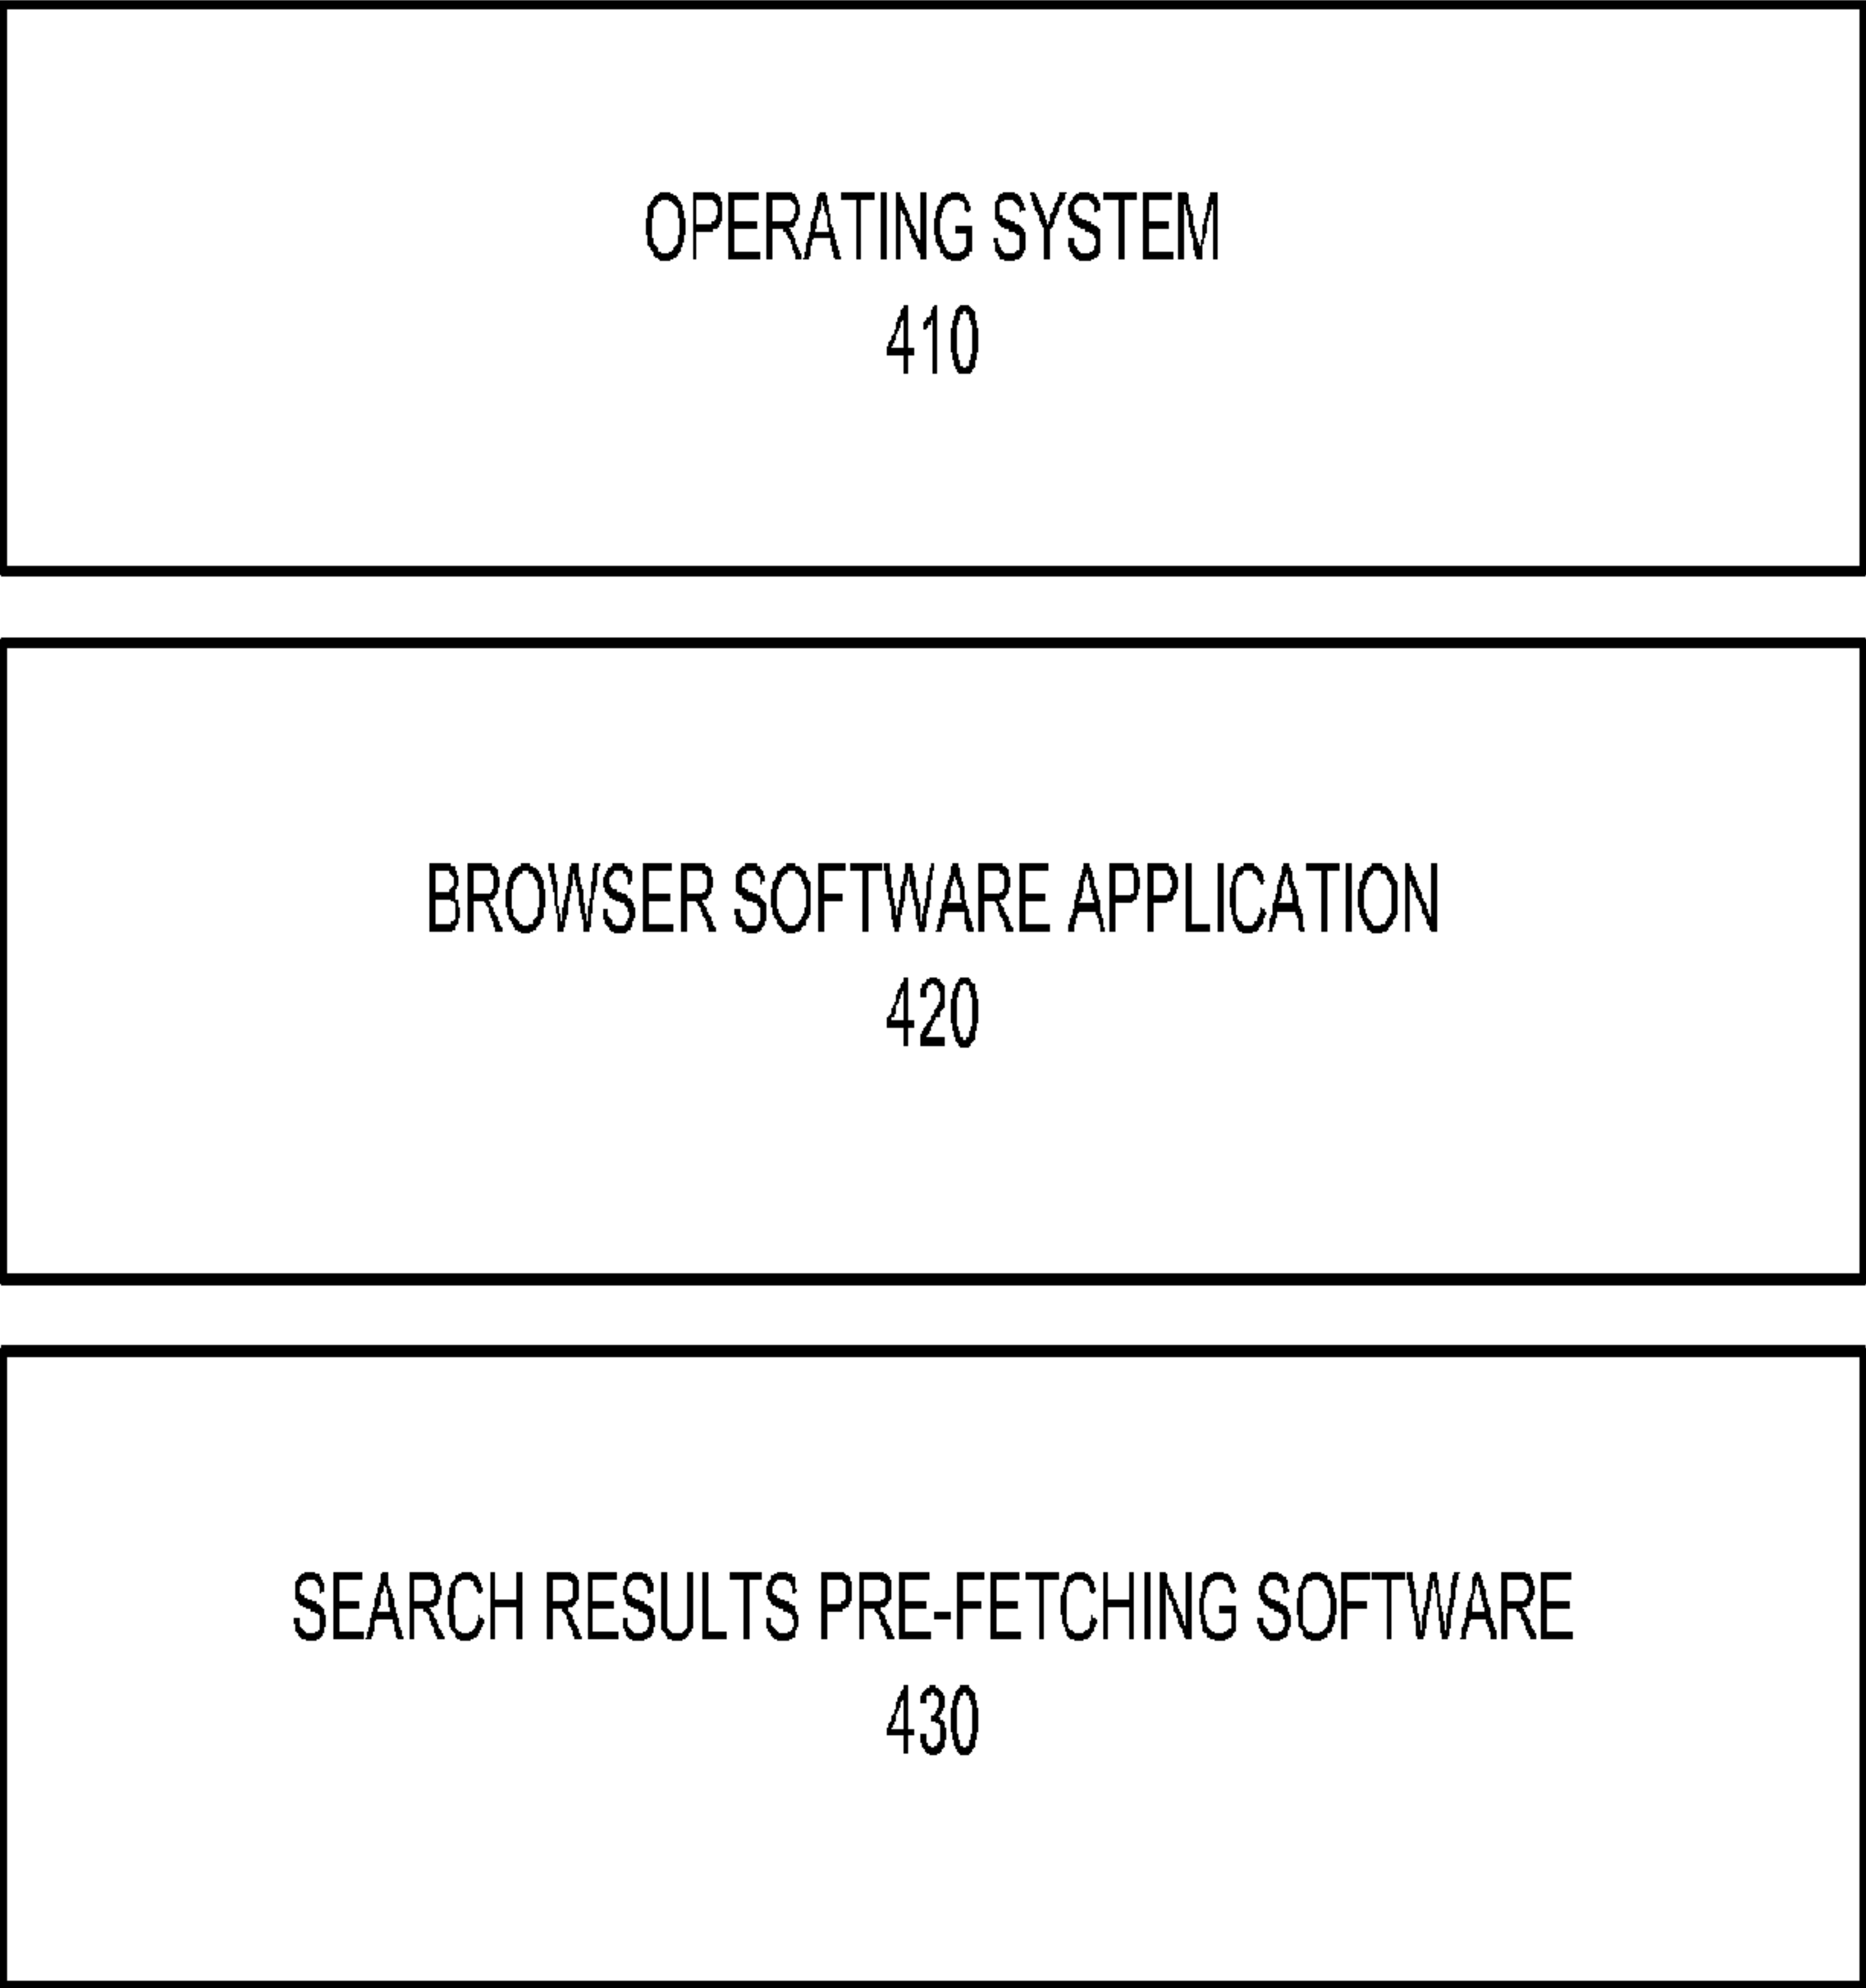 OPERATING SYSTEM
410
BROWSER SOFTWARE APPLICATION
420
SEARCH RESULTS PRE-FETCHING SOFTWARE
430